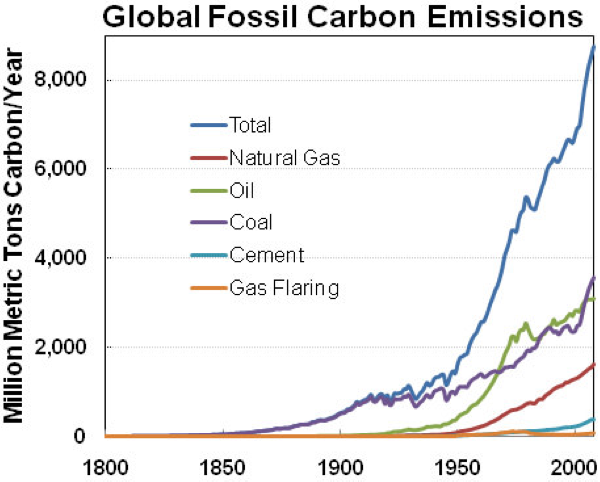 Global Fossil Carbon Emissions
Million Metric Tons Carbon/Year
8,000
6,000
4,000
2,000
0
Total
Natural Gas
Oil
Coal
Cement
Gas Flaring
1800 1850 1900 1950 2000